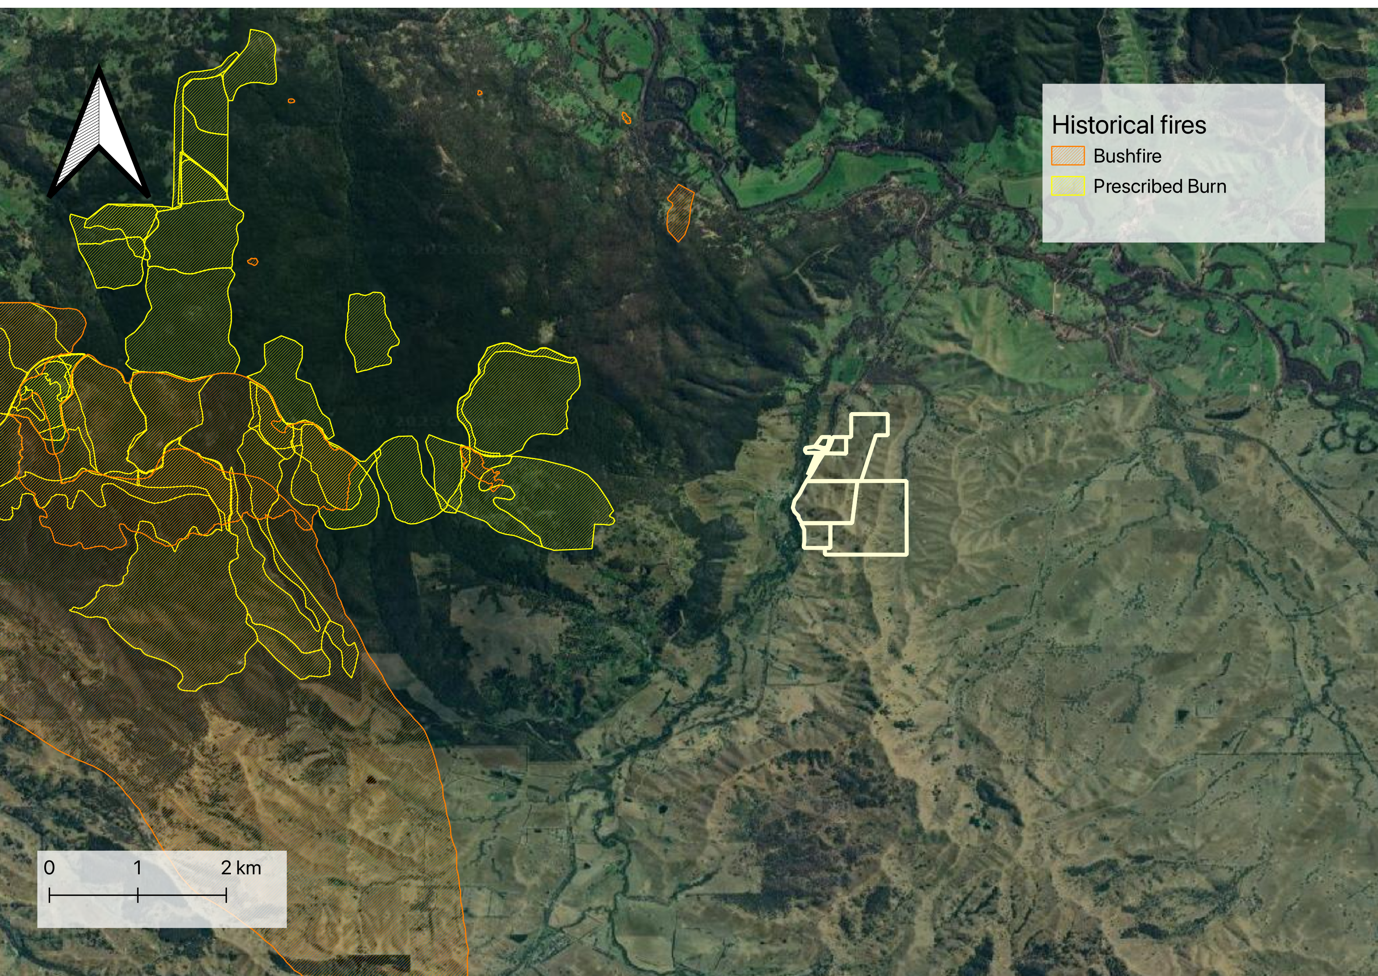 Historical fires
Bushfire
Prescribed Burn
0 1 2 km